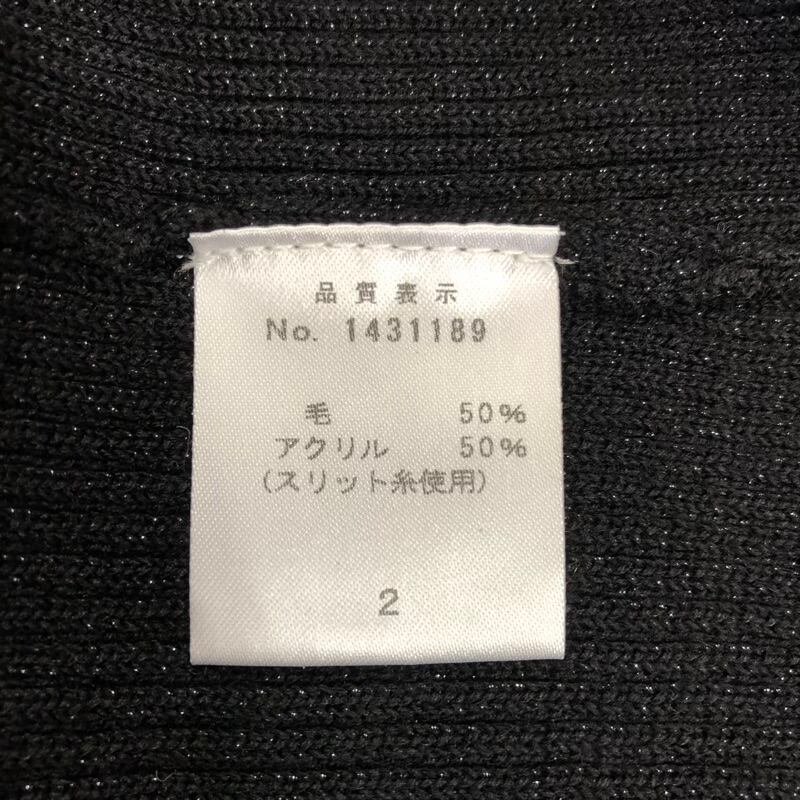 品質表示
No. 1431189
毛 50%
アクリル 50%
(スリット糸使用)
2